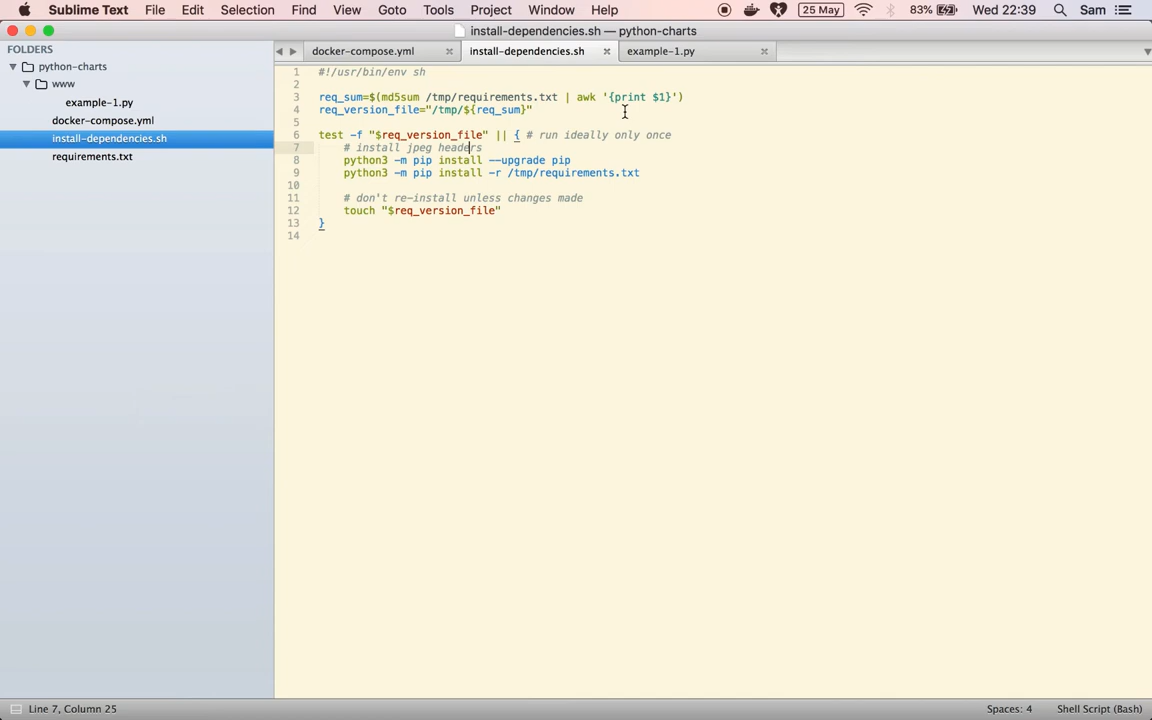 Sublime Text File Edit Selection Find View Goto Tools Project Window Help 25 May 83% Wed 22:39 Sam
install-dependencies.sh — python-charts
FOLDERS
python-charts
www
example-1.py
docker-compose.yml
install-dependencies.sh
requirements.txt
docker-compose.yml install-dependencies.sh example-1.py
1 #!/usr/bin/env sh
2
3 req_sum=$(md5sum /tmp/requirements.txt | awk '{print $1}')
4 req_version_file="/tmp/${req_sum}"
5
6 test -f "$req_version_file" || { # run ideally only once
7 # install jpeg headers
8 python3 -m pip install --upgrade pip
9 python3 -m pip install -r /tmp/requirements.txt
10
11 # don't re-install unless changes made
12 touch "$req_version_file"
13 }
14
Line 7, Column 25 Spaces: 4 Shell Script (Bash)